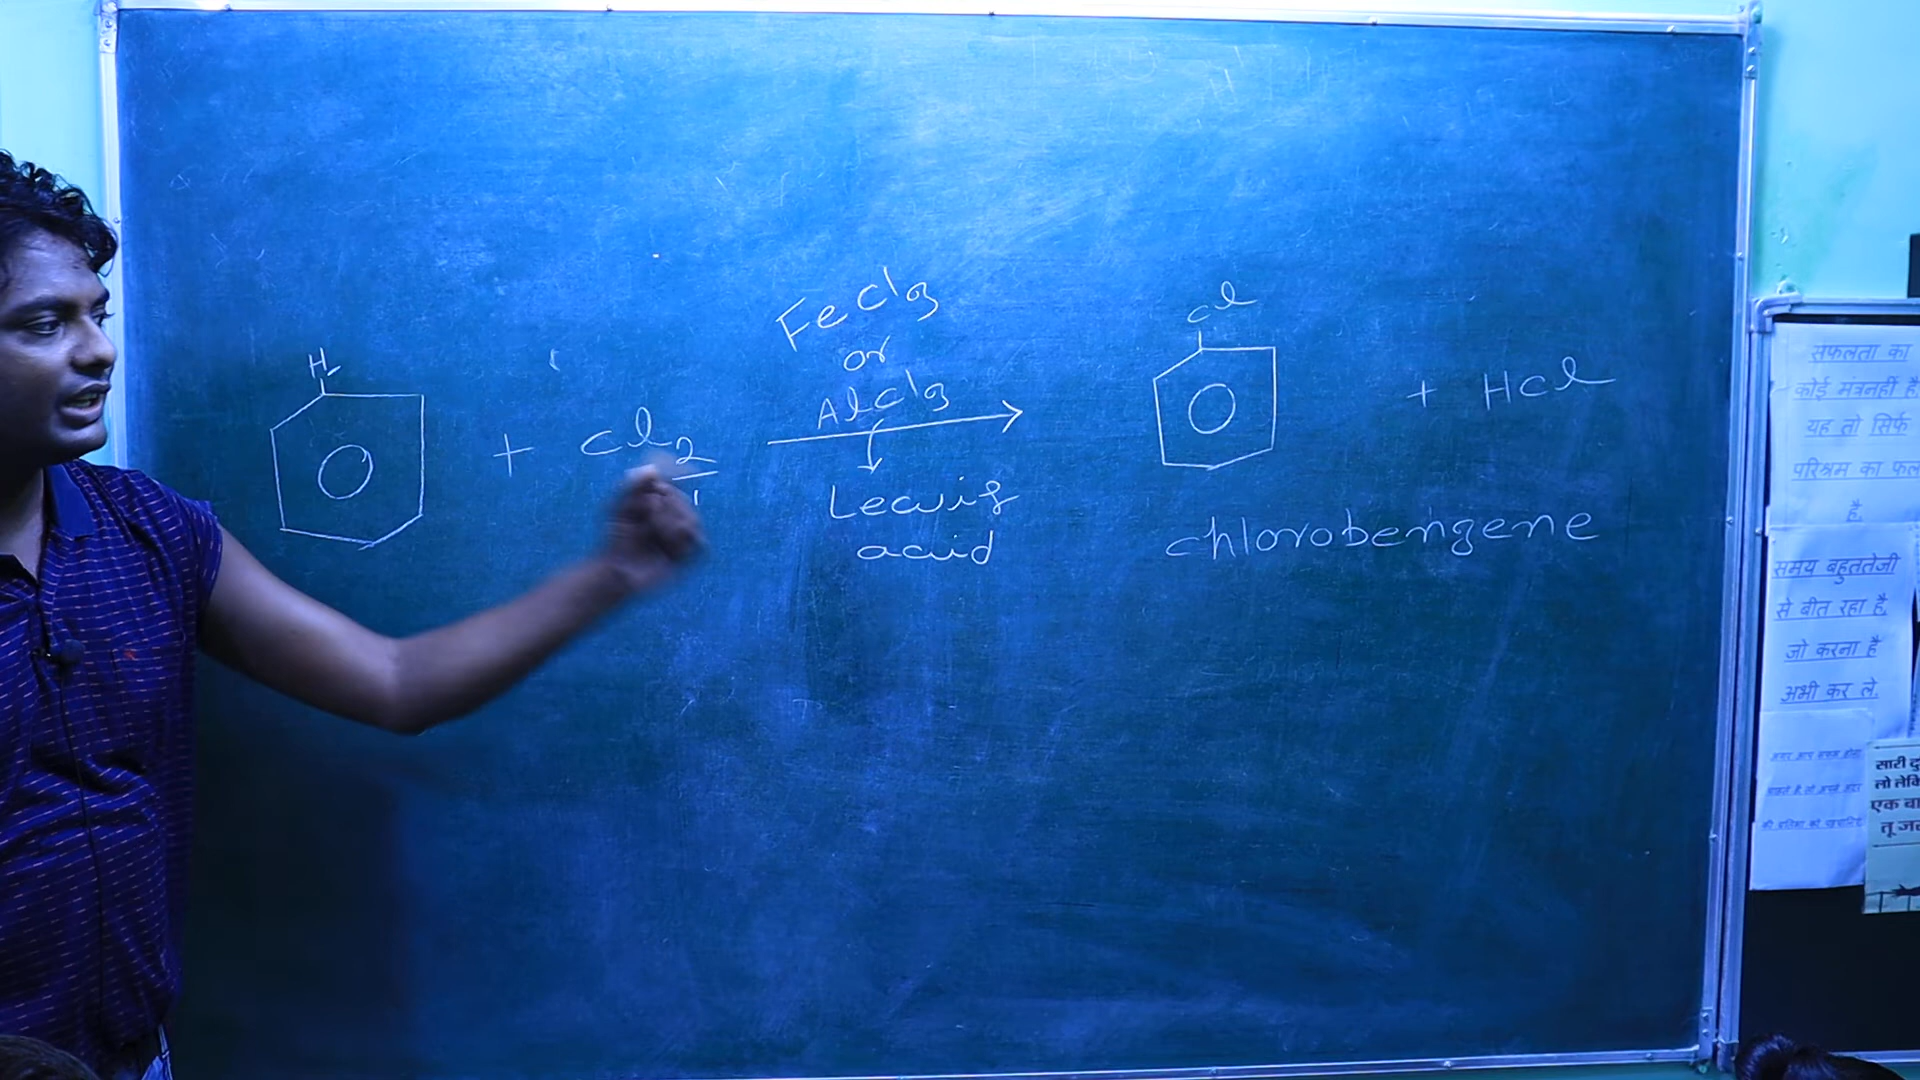 H
+ Cl2
FeCl3
or
AlCl3
Lewis
acid
Cl
+ HCl
chlorobenzene
सफलता का
कोई मंत्र नहीं है
यह तो सिर्फ
परिश्रम का फल
है.
समय बहुत तेजी
से बीत रहा है,
जो करना है
अभी कर ले.
सारी दु
लो लेकि
एक बा
तू